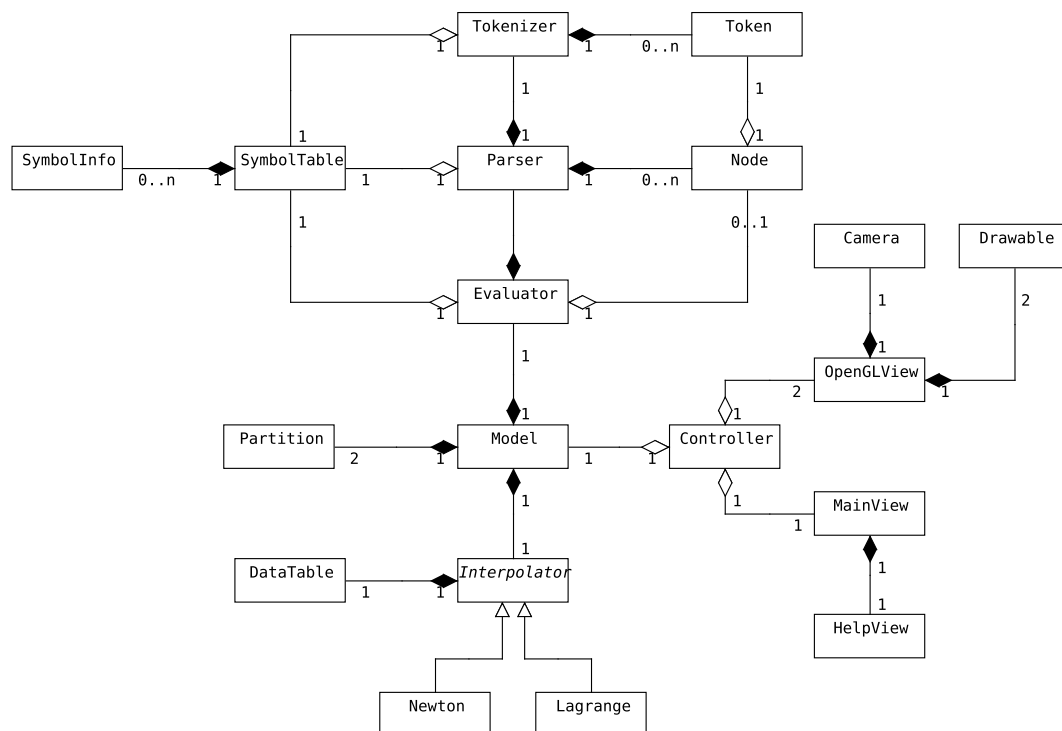 Tokenizer
Token
1
1
0..n
1
1
1
1
1
SymbolInfo
SymbolTable
Parser
Node
0..n
1
1
1
1
0..n
1
0..1
Camera
Drawable
Evaluator
1
1
1
2
1
1
OpenGLView
2
1
1
1
Partition
Model
Controller
2
1
1
1
1
1
MainView
1
1
1
DataTable
Interpolator
1
1
1
HelpView
Newton
Lagrange